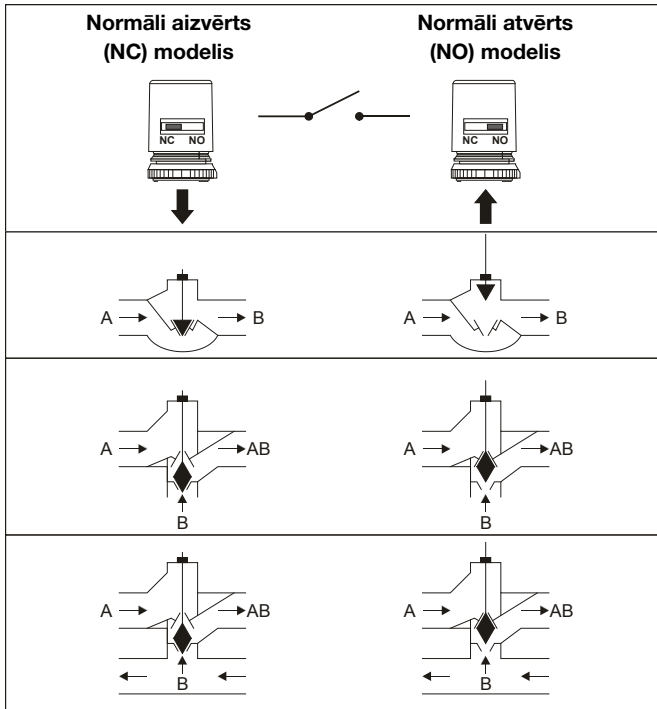 Normāli aizvērts
(NC) modelis
Normāli atvērts
(NO) modelis
NC NO
NC NO
A B
A B
A AB
B
A AB
B
A AB
B
A AB
B